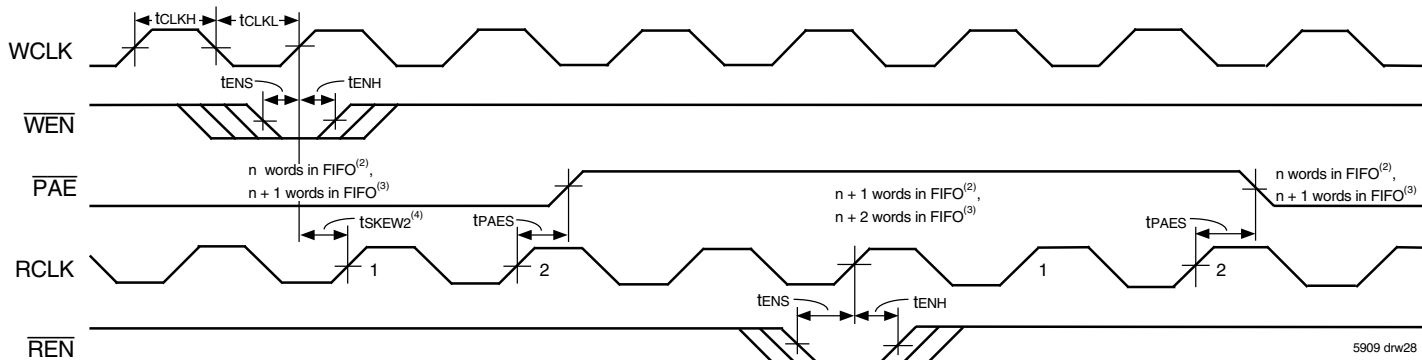 tCLKH
tCLKL
WCLK
tENS
tENH
WEN
n words in FIFO(2),
n + 1 words in FIFO(3)
n + 1 words in FIFO(2),
n + 2 words in FIFO(3)
n words in FIFO(2),
n + 1 words in FIFO(3)
PAE
tSKEW2(4)
tPAES
tPAES
RCLK
1
2
1
2
tENS
tENH
REN
5909 drw28